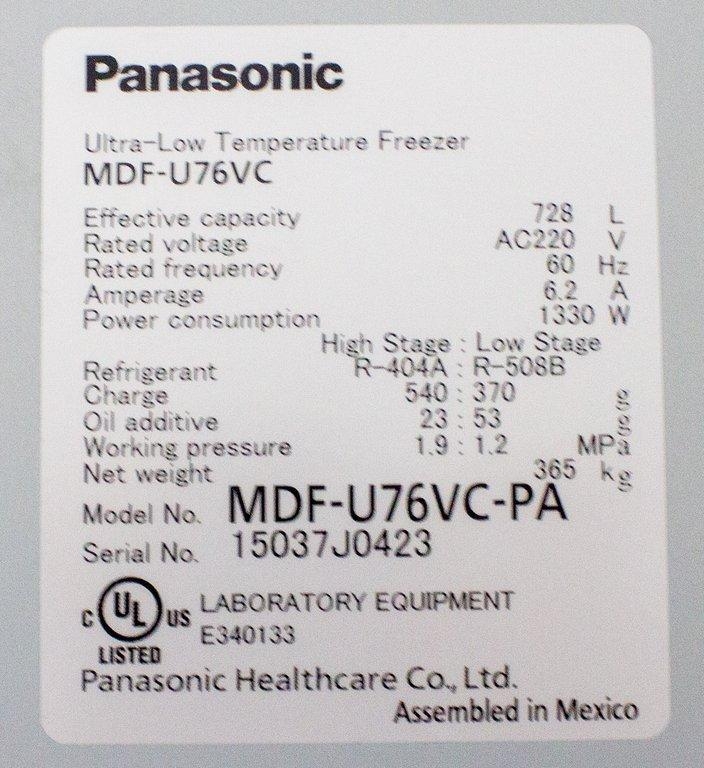 Panasonic
Ultra-Low Temperature Freezer
MDF-U76VC
Effective capacity 728 L
Rated voltage AC220 V
Rated frequency 60 Hz
Amperage 6.2 A
Power consumption 1330 W
High Stage : Low Stage
Refrigerant R-404A : R-508B
Charge 540 : 370 g
Oil additive 23 : 53 g
Working pressure 1.9 : 1.2 MPa
Net weight 365 kg
Model No. MDF-U76VC-PA
Serial No. 15037J0423
C UL US LABORATORY EQUIPMENT
E340133
LISTED
Panasonic Healthcare Co., Ltd.
Assembled in Mexico